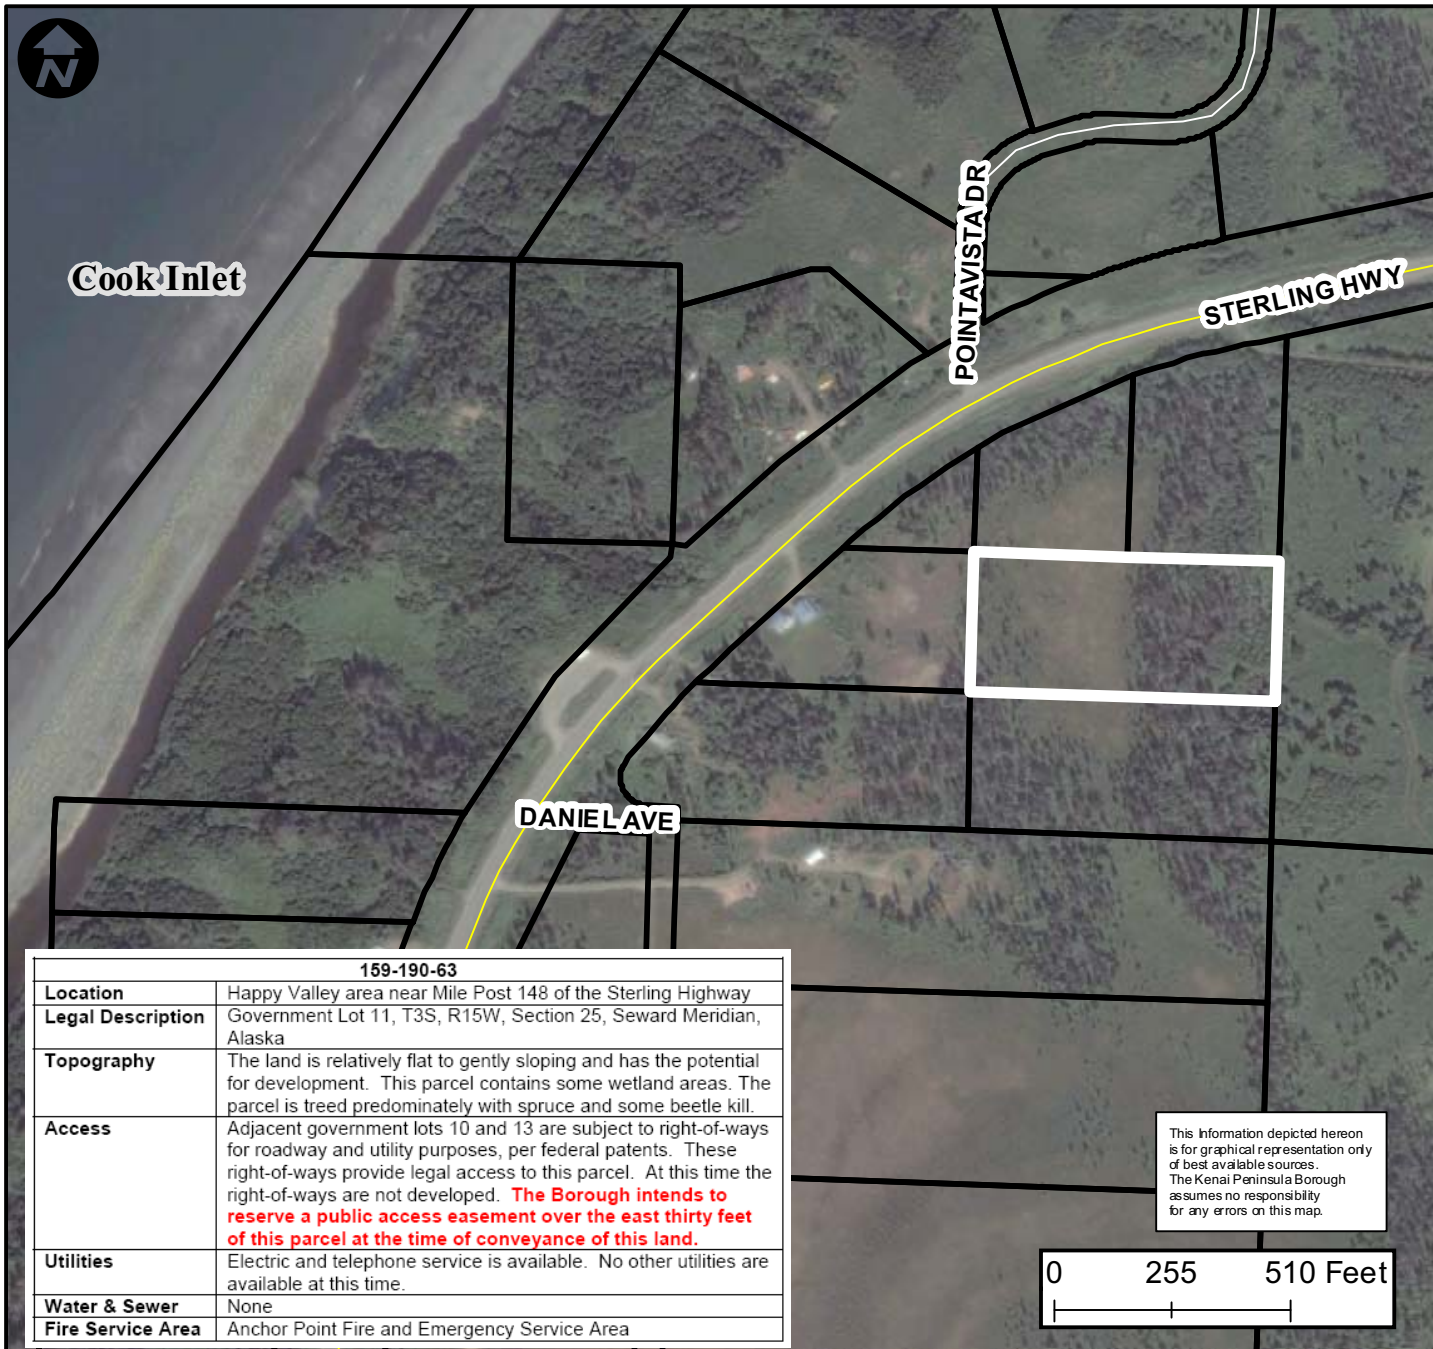 N
Cook Inlet
POINTAVISTA DR
STERLING HWY
DANIEL AVE
159-190-63
Location Happy Valley area near Mile Post 148 of the Sterling Highway
Legal Description Government Lot 11, T3S, R15W, Section 25, Seward Meridian,
Alaska
Topography The land is relatively flat to gently sloping and has the potential
for development. This parcel contains some wetland areas. The
parcel is treed predominately with spruce and some beetle kill.
Access Adjacent government lots 10 and 13 are subject to right-of-ways
for roadway and utility purposes, per federal patents. These
right-of-ways provide legal access to this parcel. At this time the
right-of-ways are not developed. The Borough intends to
reserve a public access easement over the east thirty feet
of this parcel at the time of conveyance of this land.
Utilities Electric and telephone service is available. No other utilities are
available at this time.
Water & Sewer None
Fire Service Area Anchor Point Fire and Emergency Service Area
This Information depicted hereon
is for graphical representation only
of best available sources.
The Kenai Peninsula Borough
assumes no responsibility
for any errors on this map.
0 255 510 Feet